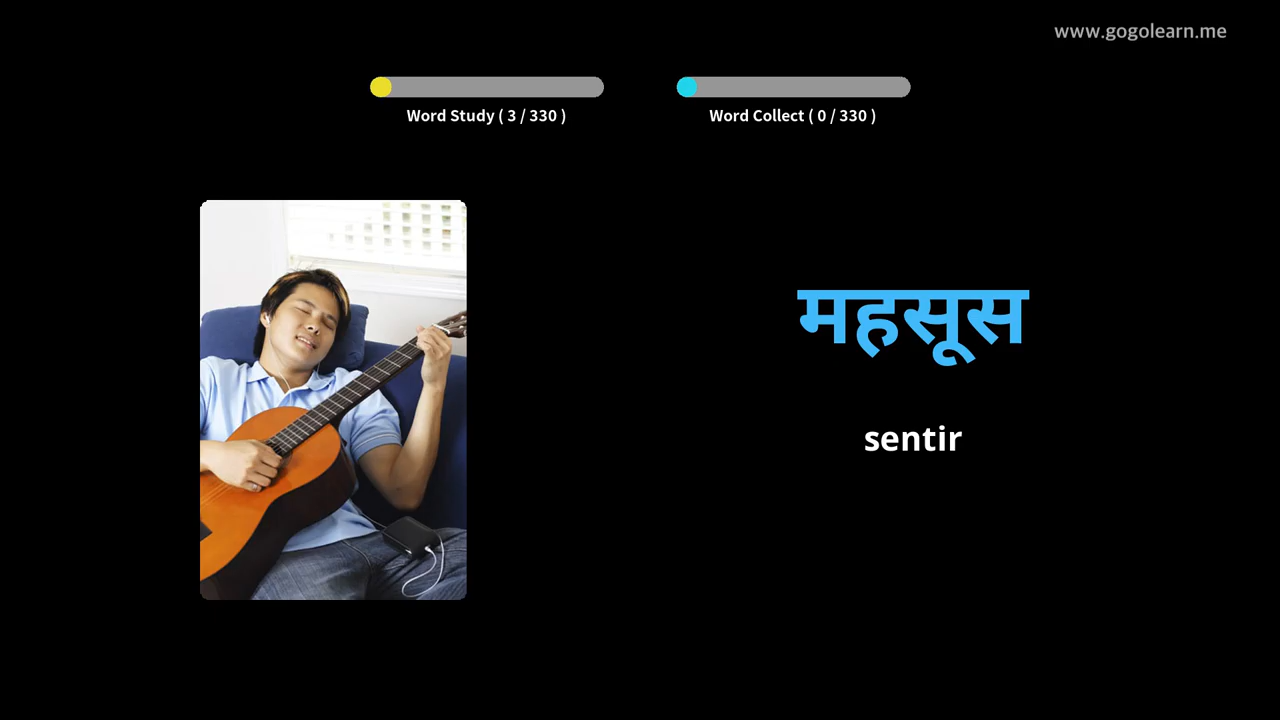 www.gogolearn.me
Word Study ( 3 / 330 )
Word Collect ( 0 / 330 )
महसूस
sentir